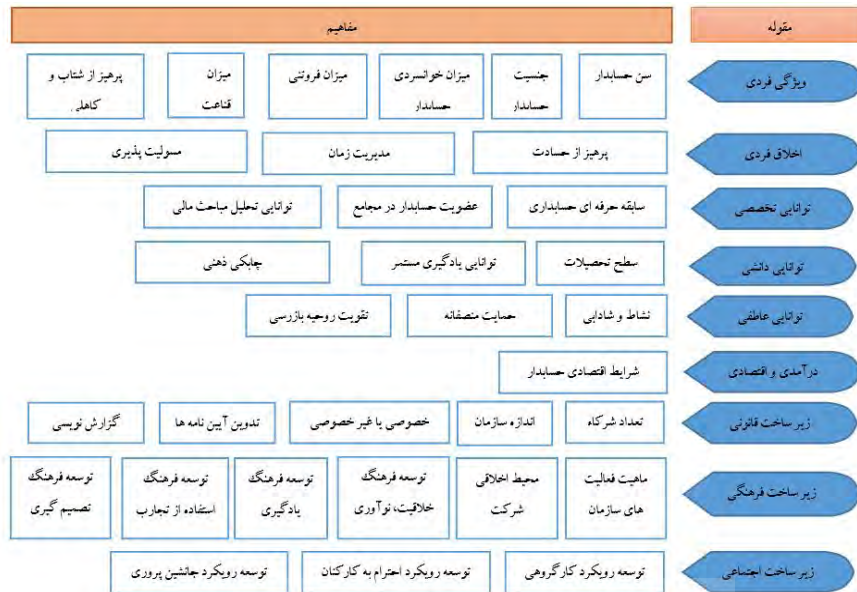 مقوله
مفاهیم
ویژگی فردی
سن حسابدار
جنسیت
حسابدار
میزان خوانسردی
حسابدار
میزان فروتنی
میزان
قناعت
پرهیز از شتاب و
کاهلی
اخلاق فردی
پرهیز از حسادت
مدیریت زمان
مسولیت پذیری
توانایی تخصصی
سابقه حرفه ای حسابداری
عضویت حسابدار در مجامع
توانایی تحلیل مباحث مالی
توانایی دانشی
سطح تحصیلات
توانایی یادگیری مستمر
چابکی ذهنی
توانایی عاطفی
نشاط و شادابی
حمایت منصفانه
تقویت روحیه بازرسی
درآمدی و اقتصادی
شرایط اقتصادی حسابدار
زیر ساخت قانونی
تعداد شرکاء
اندازه سازمان
خصوصی یا غیر خصوصی
تدوین آیین نامه ها
گزارش نویسی
زیر ساخت فرهنگی
ماهیت فعالیت
های سازمان
محیط اخلاقی
شرکت
توسعه فرهنگ
خلاقیت، نوآوری
توسعه فرهنگ
یادگیری
توسعه فرهنگ
استفاده از تجارب
توسعه فرهنگ
تصمیم گیری
زیر ساخت اجتماعی
توسعه رویکرد کارگروهی
توسعه رویکرد احترام به کارکنان
توسعه رویکرد جانشین پروری